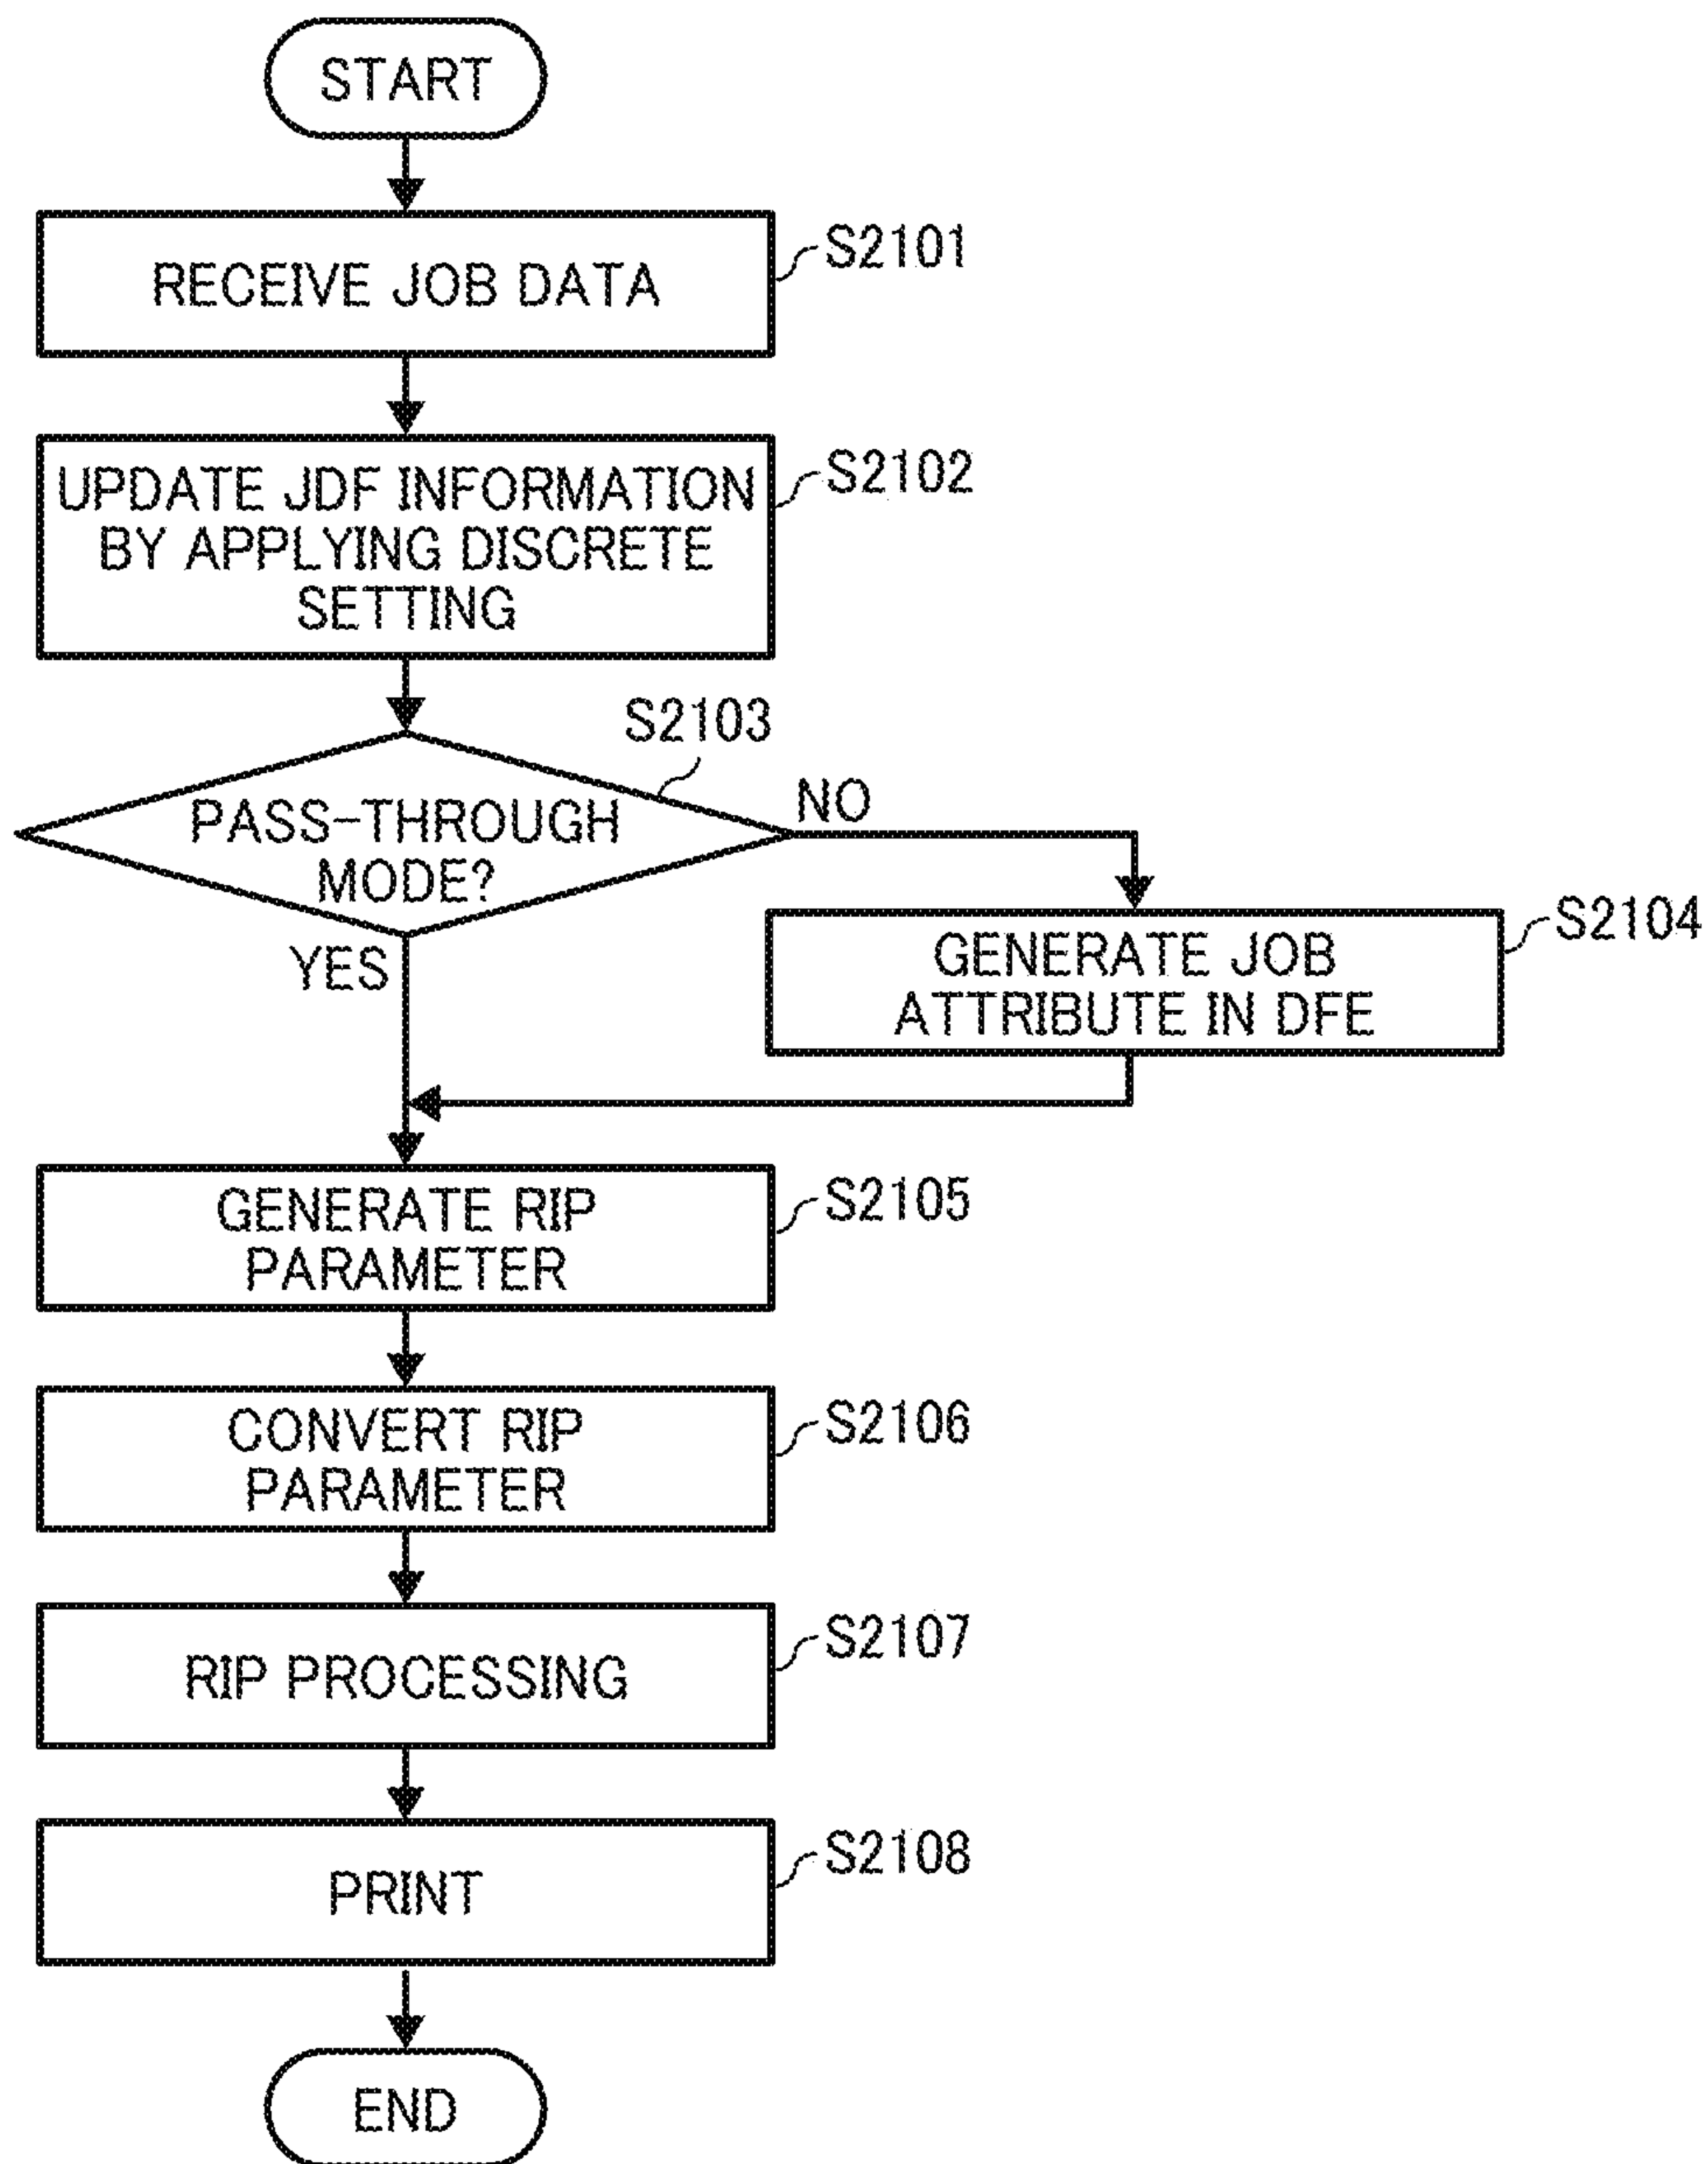 START
RECEIVE JOB DATA
S2101
UPDATE JDF INFORMATION
BY APPLYING DISCRETE
SETTING
S2102
S2103
PASS-THROUGH
MODE?
NO
YES
GENERATE JOB
ATTRIBUTE IN DFE
S2104
GENERATE RIP
PARAMETER
S2105
CONVERT RIP
PARAMETER
S2106
RIP PROCESSING
S2107
PRINT
S2108
END